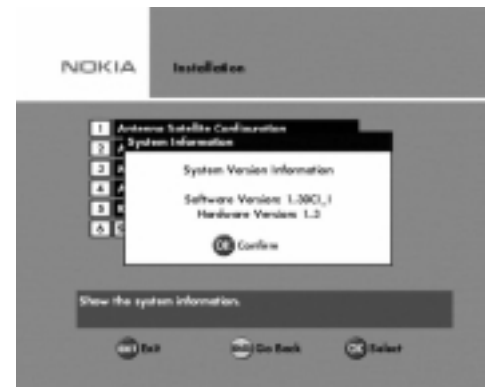 NOKIA
Installation
1 Antenna Satellite Configuration
System Information
2 A
3
4 A
5
6
System Version Information
Software Version: 1.30CI_1
Hardware Version: 1.3
OK Confirm
Show the system information.
Exit
Go Back
OK Select